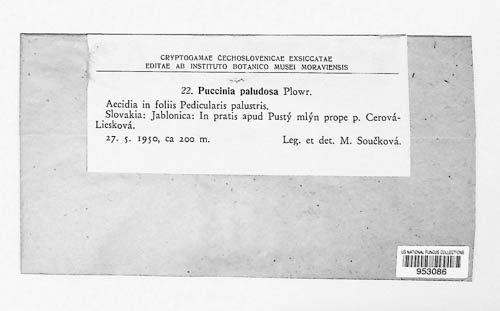 CRYPTOGAMAE ČECHOSLOVENICAE EXSICCATAE
EDITAE AB INSTITUTO BOTANICO MUSEI MORAVIENSIS
22. Puccinia paludosa Plowr.
Aecidia in foliis Pedicularis palustris.
Slovakia: Jablonica: In pratis apud Pustý mlýn prope p. Cerová-
Liesková.
27. 5. 1950, ca 200 m. Leg. et det. M. Součková.
US NATIONAL FUNGUS COLLECTIONS
953086